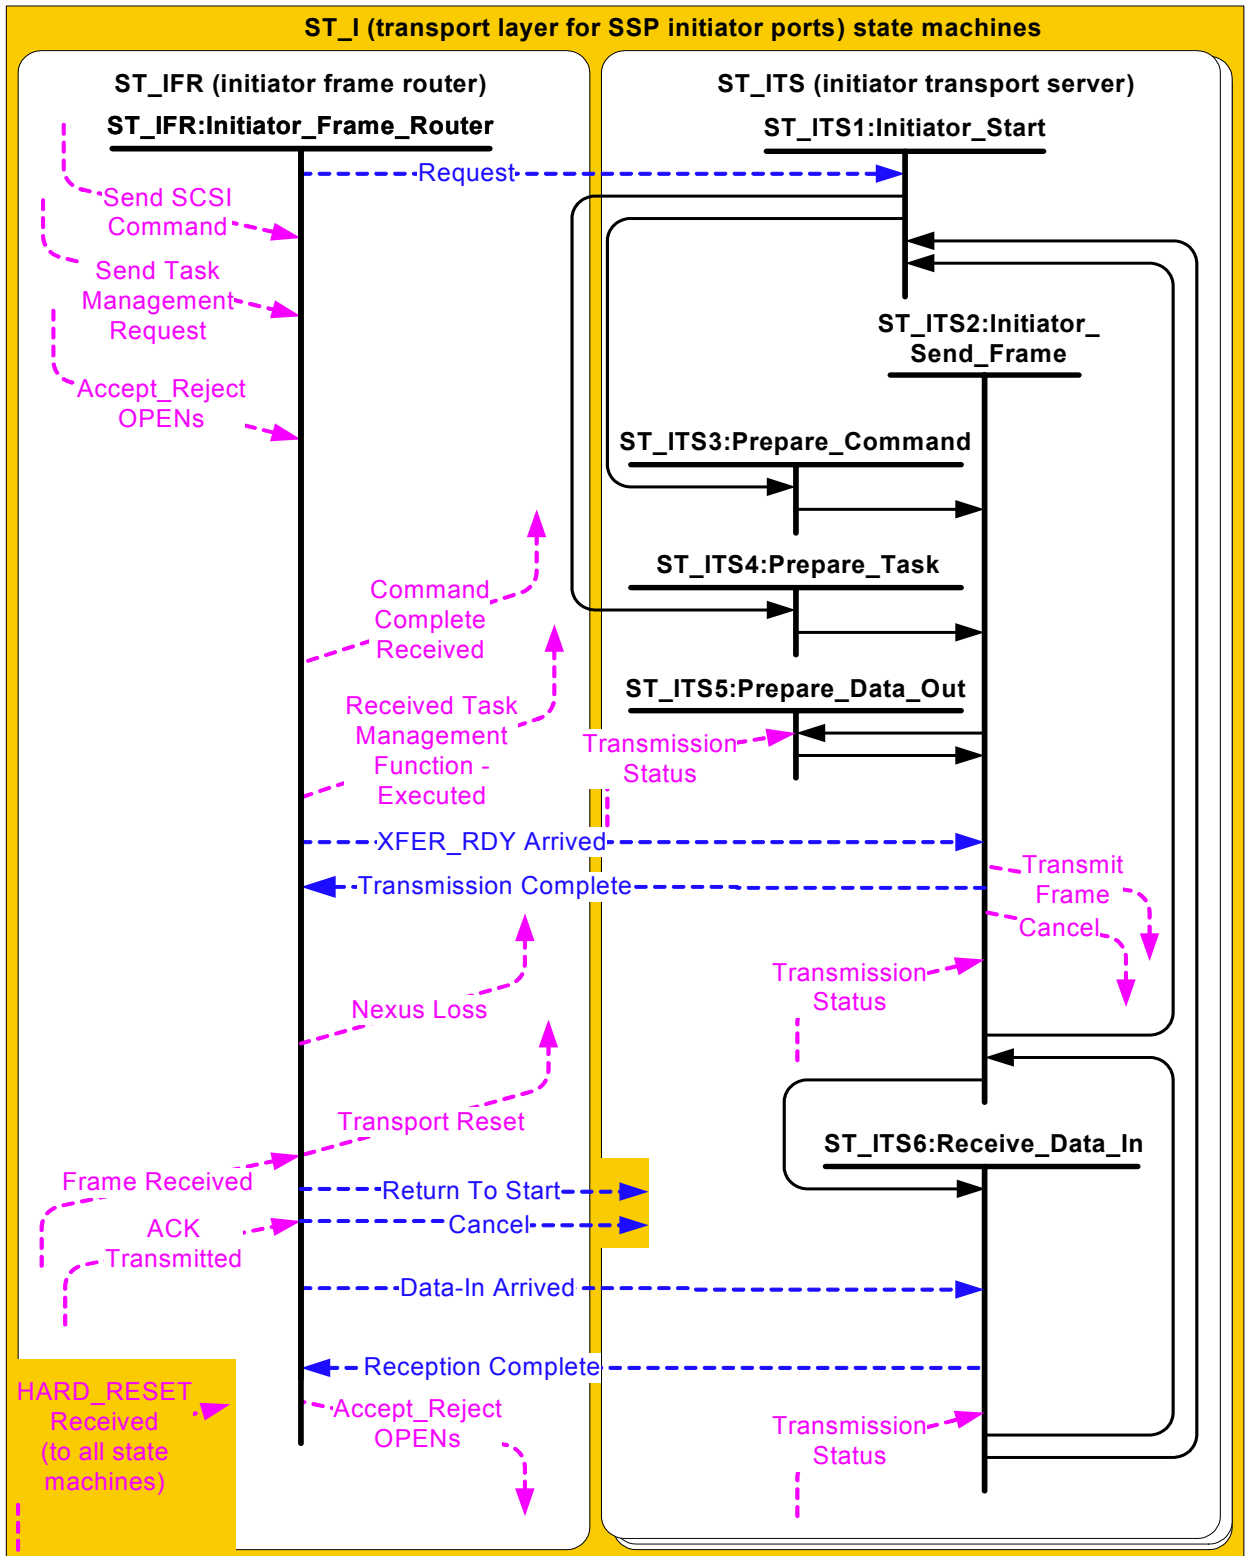 ST_I (transport layer for SSP initiator ports) state machines
ST_IFR (initiator frame router)
ST_IFR:Initiator_Frame_Router
Send SCSI
Command
Send Task
Management
Request
Accept_Reject
OPENs
Command
Complete
Received
Received Task
Management
Function -
Executed
Nexus Loss
Transport Reset
Frame Received
ACK
Transmitted
HARD_RESET
Received
(to all state
machines)
Accept_Reject
OPENs
Request
XFER_RDY Arrived
Transmission Complete
Return To Start
Cancel
Data-In Arrived
Reception Complete
ST_ITS (initiator transport server)
ST_ITS1:Initiator_Start
ST_ITS2:Initiator_
Send_Frame
ST_ITS3:Prepare_Command
ST_ITS4:Prepare_Task
ST_ITS5:Prepare_Data_Out
Transmission
Status
Transmit
Frame
Cancel
Transmission
Status
ST_ITS6:Receive_Data_In
Transmission
Status